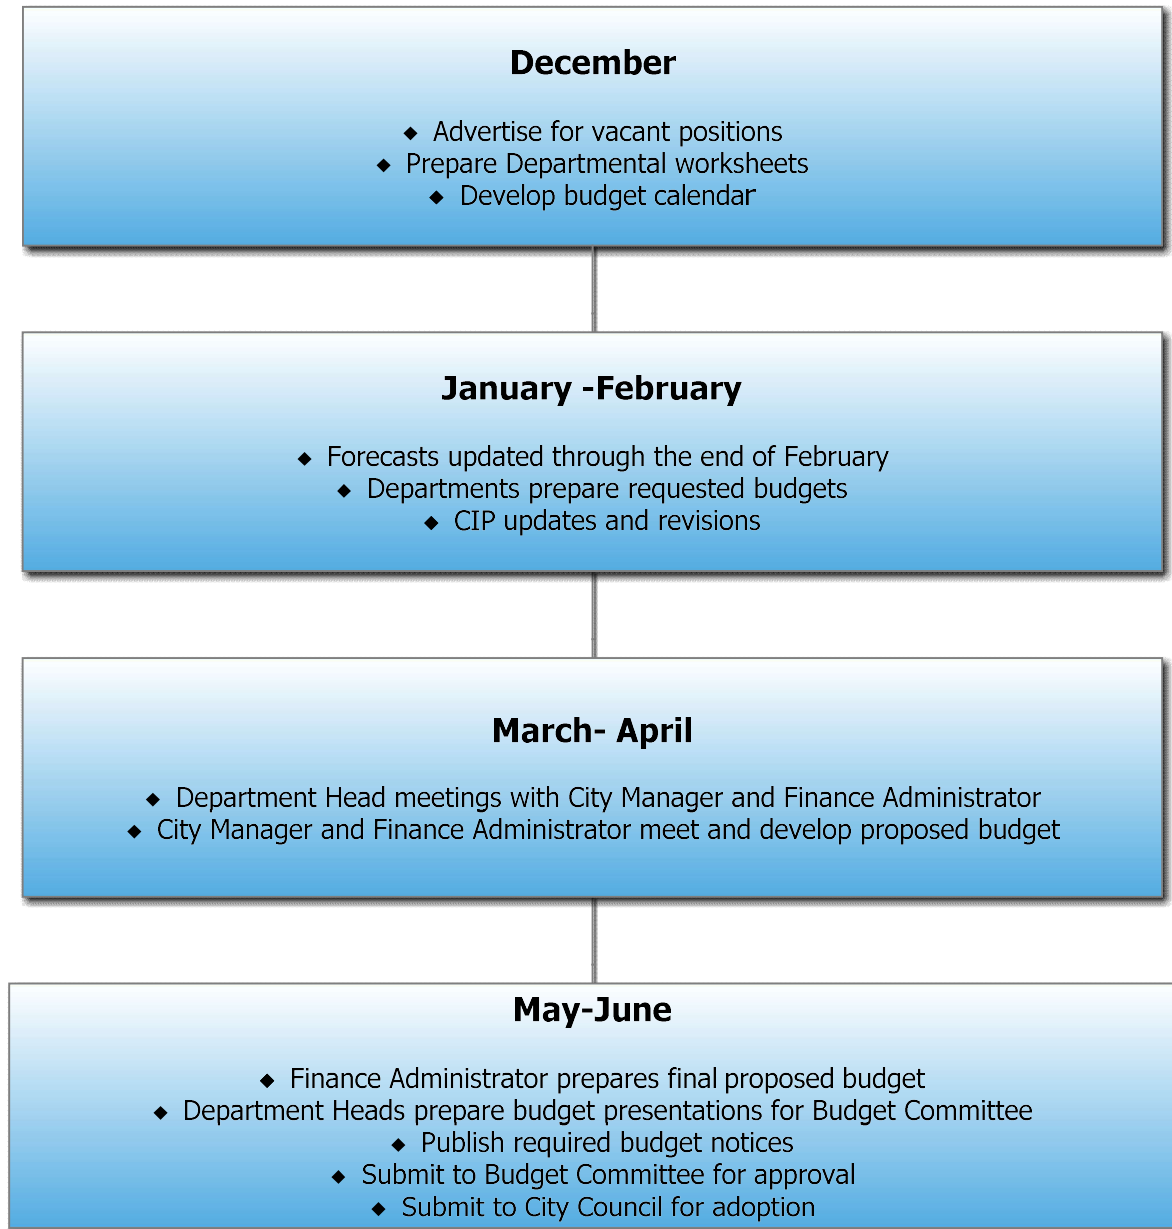 December
◆ Advertise for vacant positions
◆ Prepare Departmental worksheets
◆ Develop budget calendar
January -February
◆ Forecasts updated through the end of February
◆ Departments prepare requested budgets
◆ CIP updates and revisions
March- April
◆ Department Head meetings with City Manager and Finance Administrator
◆ City Manager and Finance Administrator meet and develop proposed budget
May-June
◆ Finance Administrator prepares final proposed budget
◆ Department Heads prepare budget presentations for Budget Committee
◆ Publish required budget notices
◆ Submit to Budget Committee for approval
◆ Submit to City Council for adoption